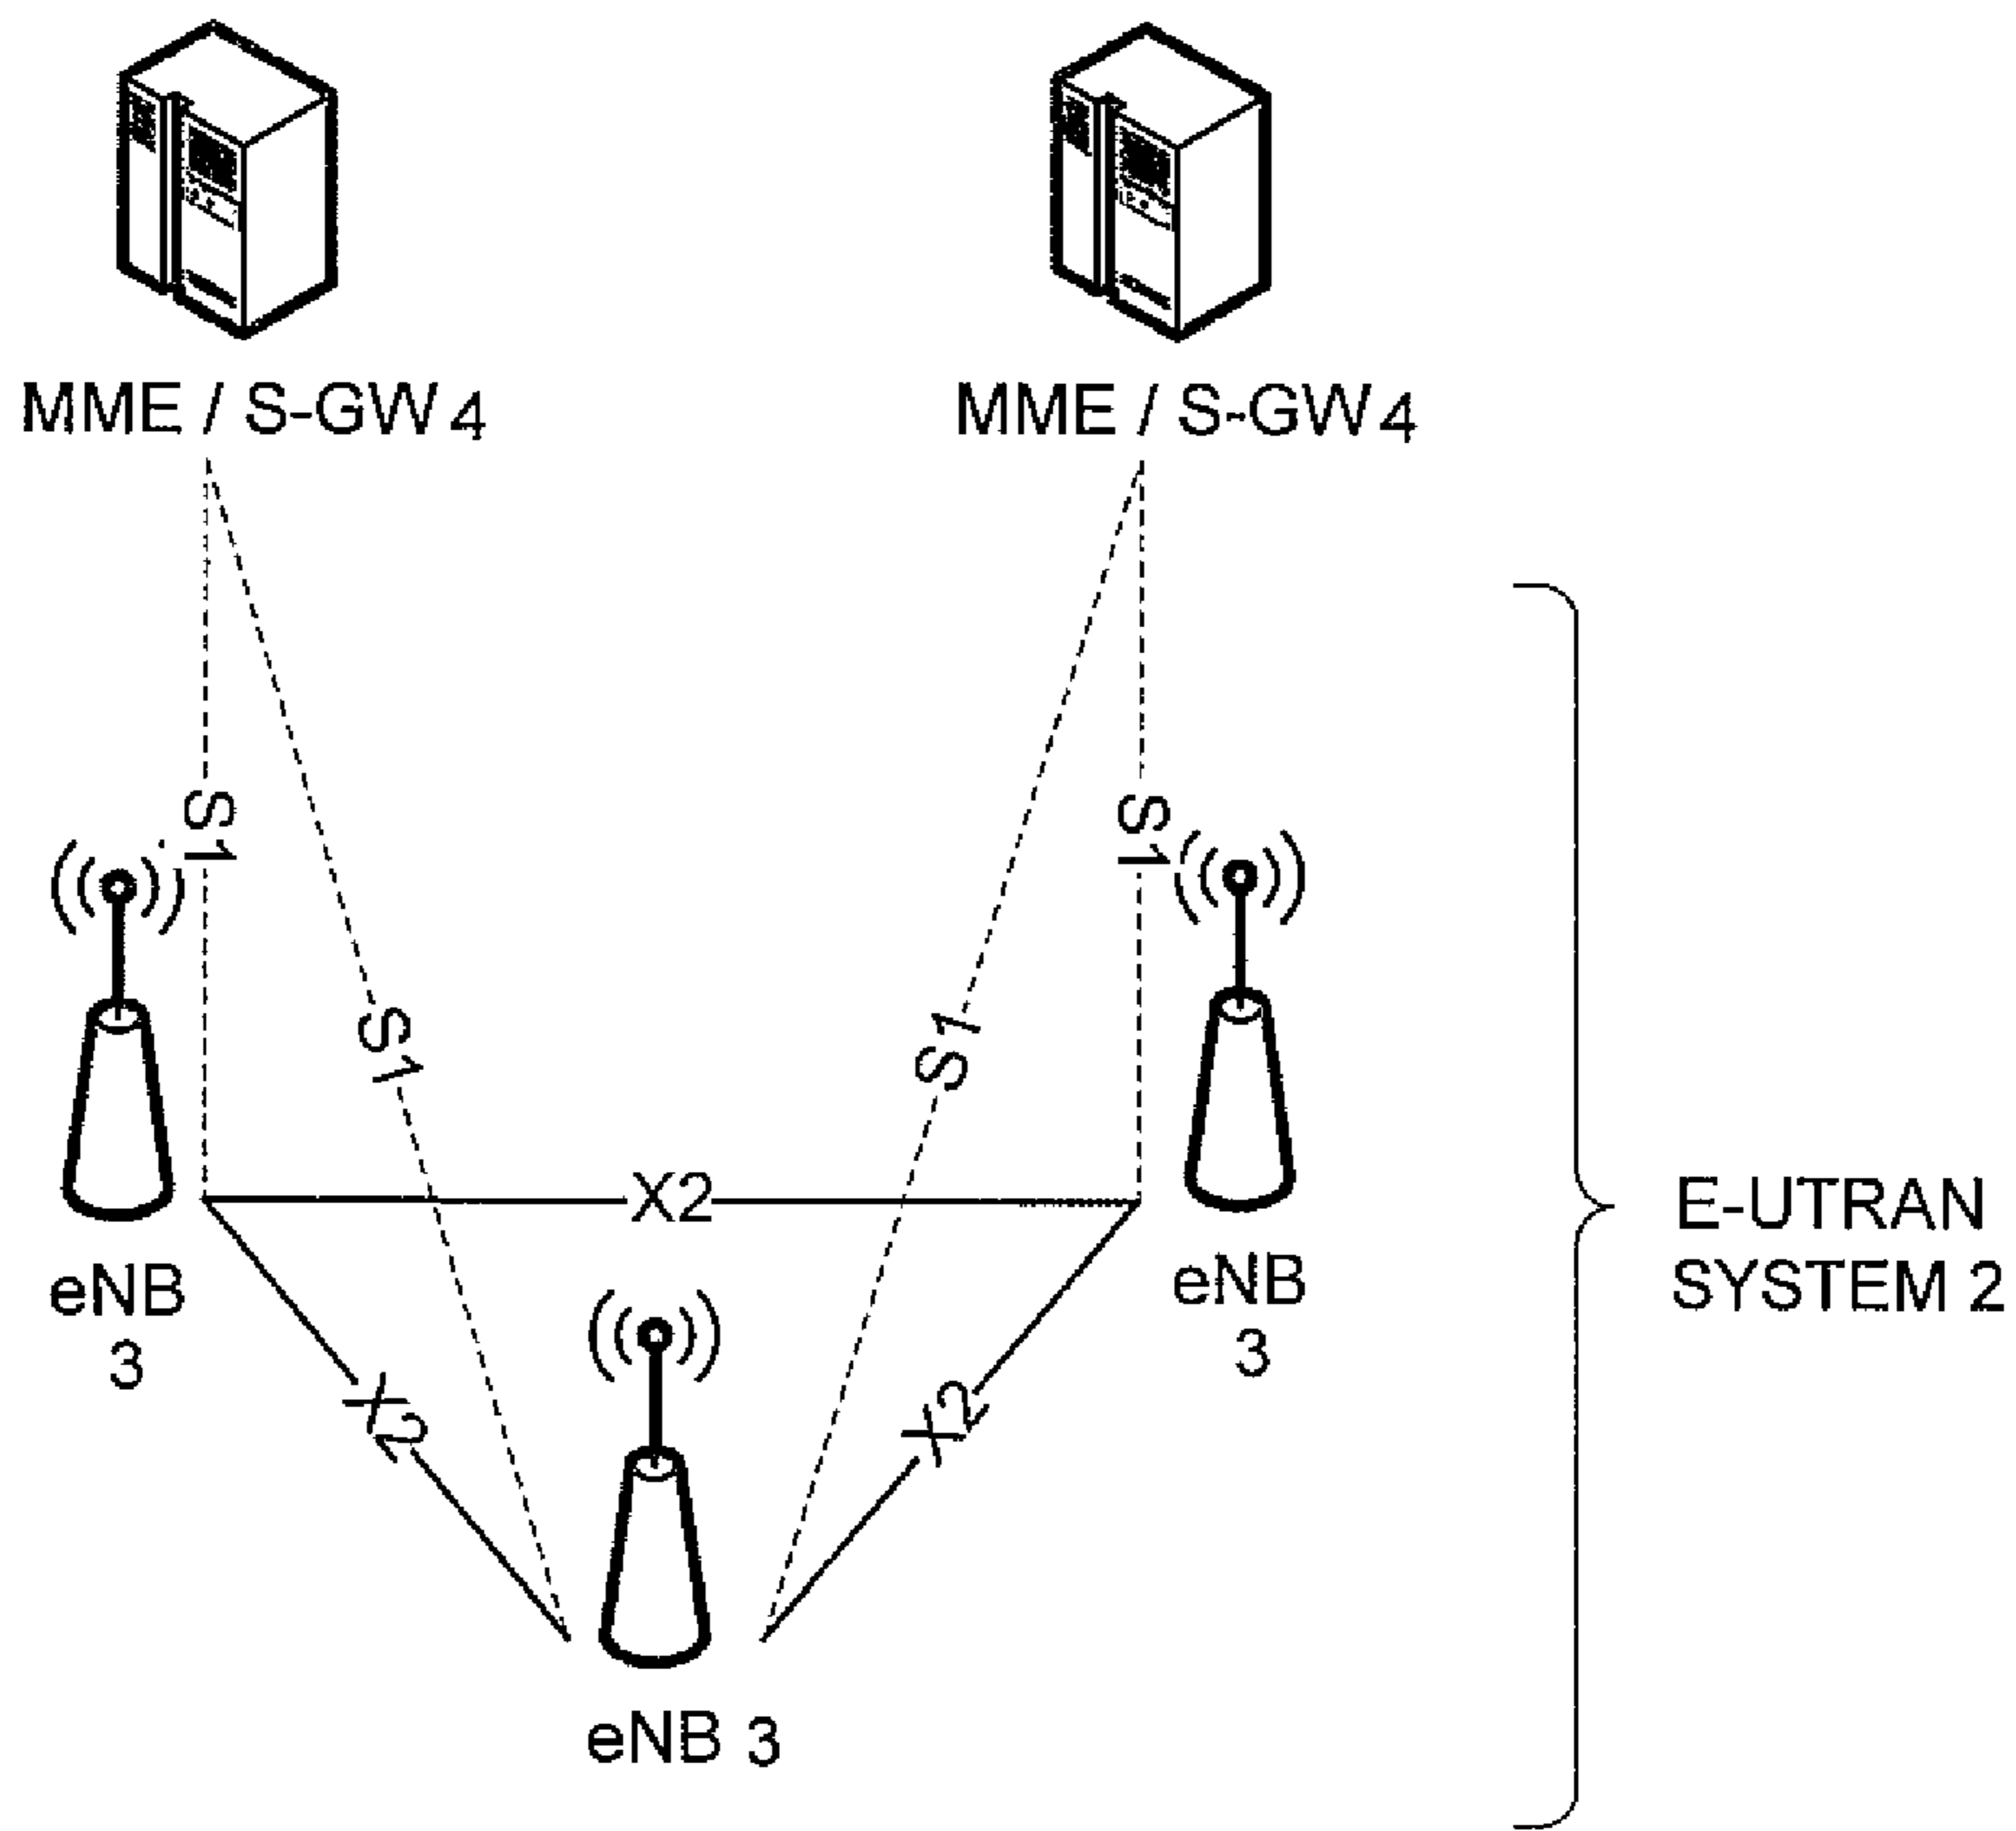 MME / S-GW 4
MME / S-GW 4
S1
S1
S1
S1
X2
E-UTRAN
SYSTEM 2
eNB
3
eNB
3
X2
X2
eNB 3